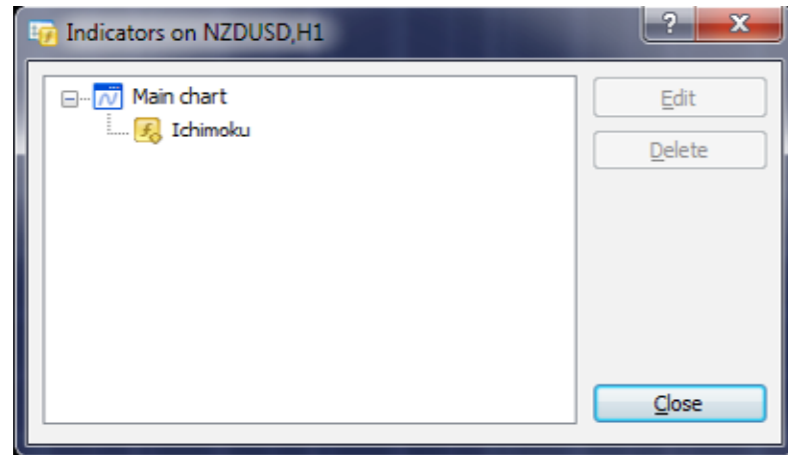 Indicators on NZDUSD,H1
?
X
Main chart
Edit
Ichimoku
Delete
Close